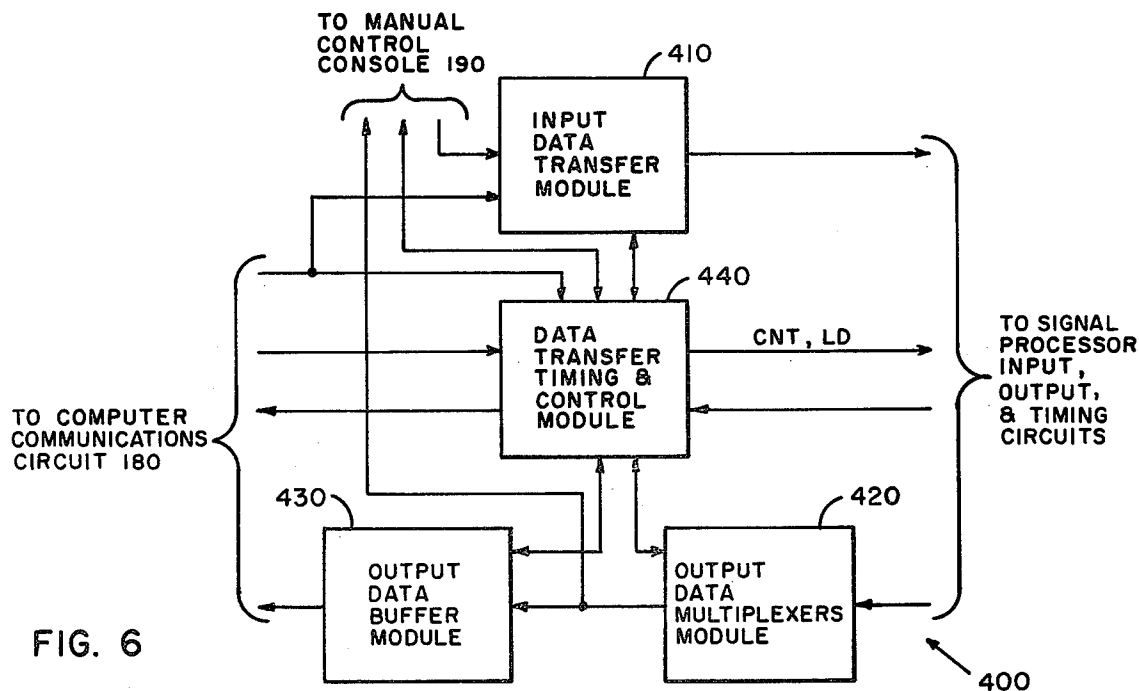 TO MANUAL
CONTROL
CONSOLE 190
410
INPUT
DATA
TRANSFER
MODULE
440
DATA
TRANSFER
TIMING &
CONTROL
MODULE
CNT, LD
TO SIGNAL
PROCESSOR
INPUT,
OUTPUT,
& TIMING
CIRCUITS
TO COMPUTER
COMMUNICATIONS
CIRCUIT 180
430
OUTPUT
DATA
BUFFER
MODULE
420
OUTPUT
DATA
MULTIPLEXERS
MODULE
FIG. 6
400